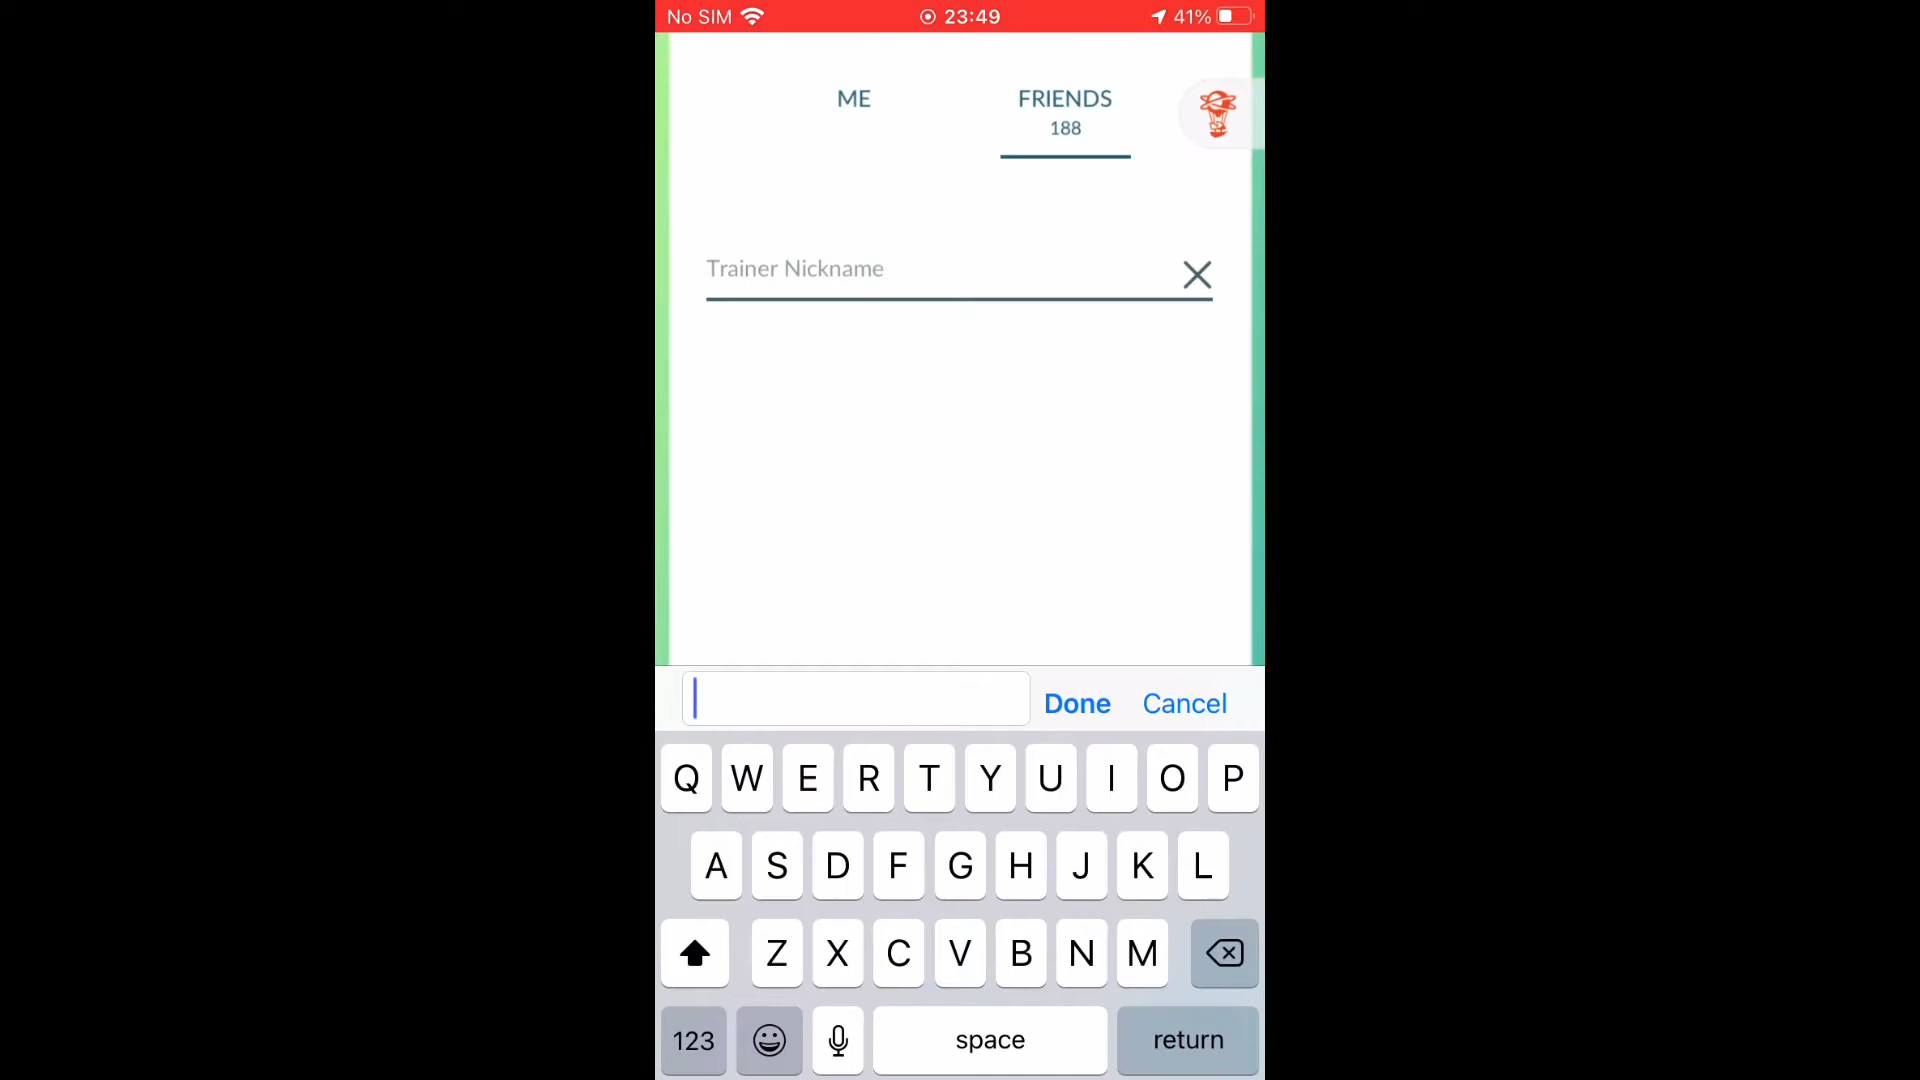 No SIM 23:49 41%
ME FRIENDS
188
Trainer Nickname
Done Cancel
Q W E R T Y U I O P
A S D F G H J K L
Z X C V B N M
123 space return